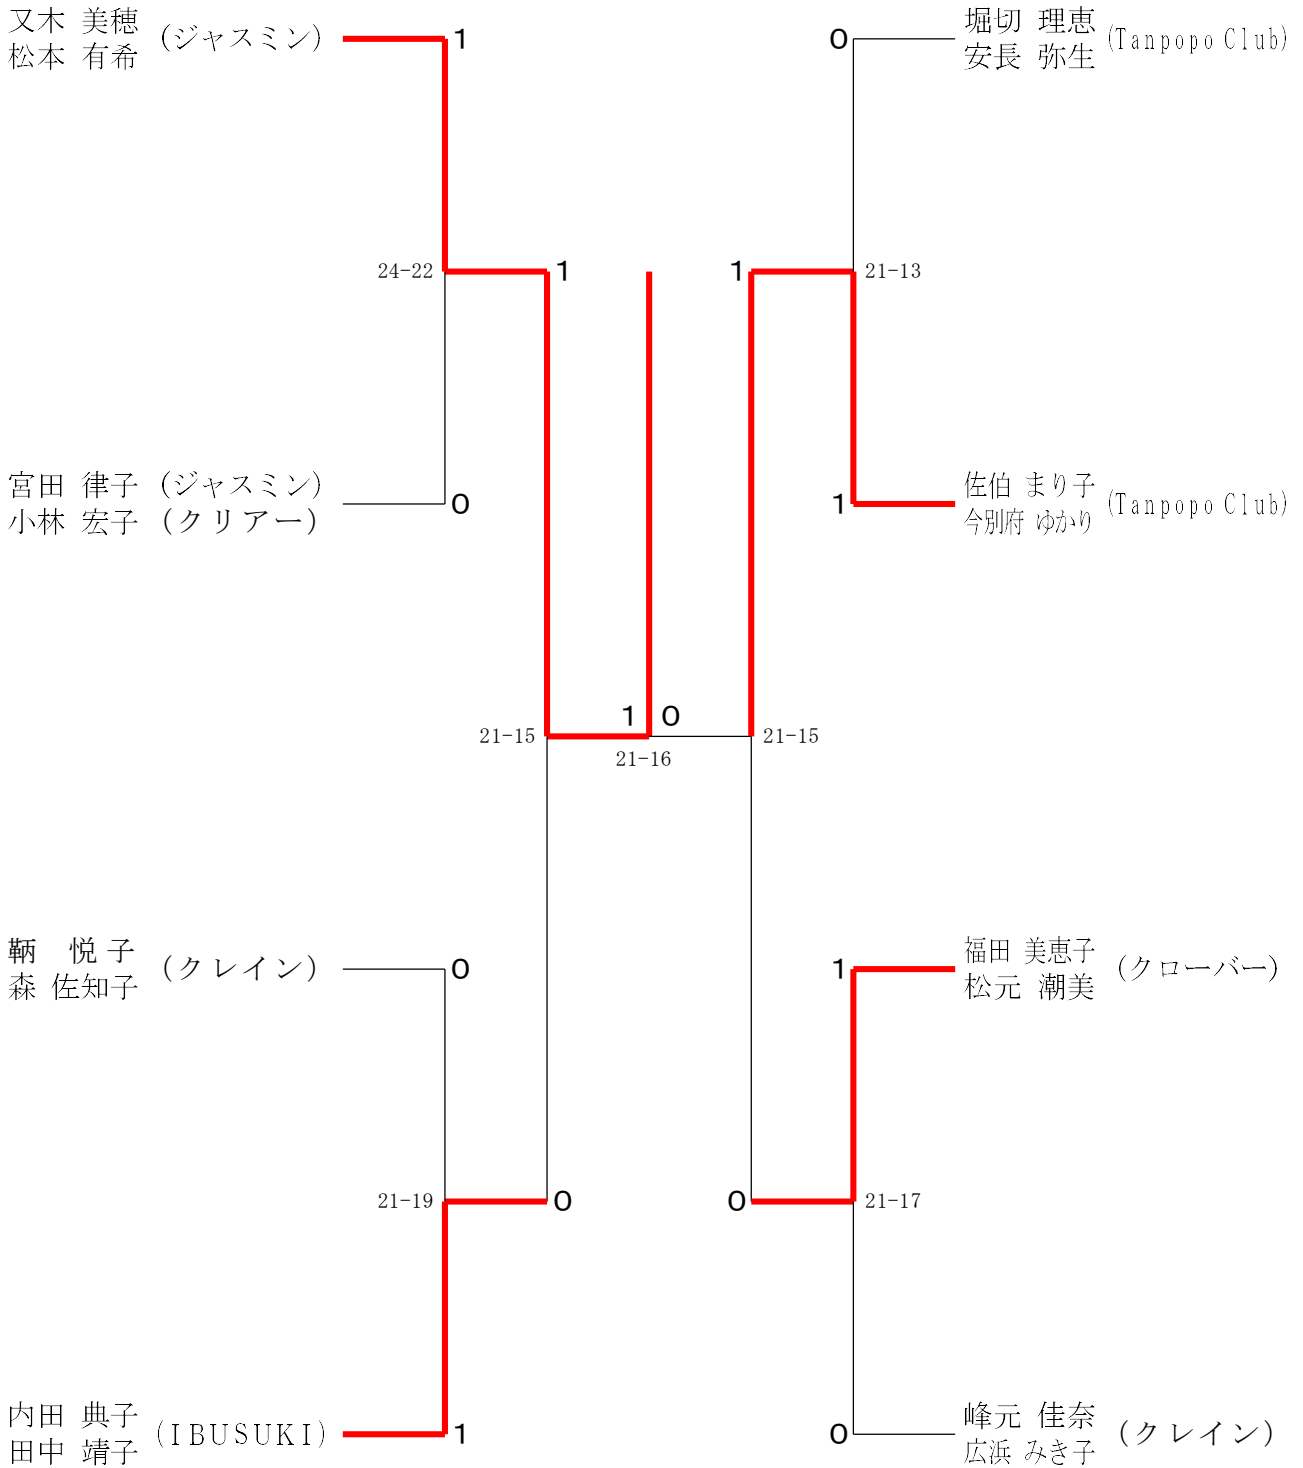 又木 美穂 (ジャスミン) 1
松本 有希
0 堀切 理恵 (Tanpopo Club)
安長 弥生
24-22 1
1 21-13
宮田 律子 (ジャスミン) 0
小林 宏子 (クリアー)
1 佐伯 まり子 (Tanpopo Club)
今別府 ゆかり
21-15 1 0 21-15
21-16
鞆 悦子 (クレイン) 0
森 佐知子
1 福田 美恵子 (クローバー)
松元 潮美
21-19 0
0 21-17
内田 典子 (IBUSUKI) 1
田中 靖子
0 峰元 佳奈 (クレイン)
広浜 みき子